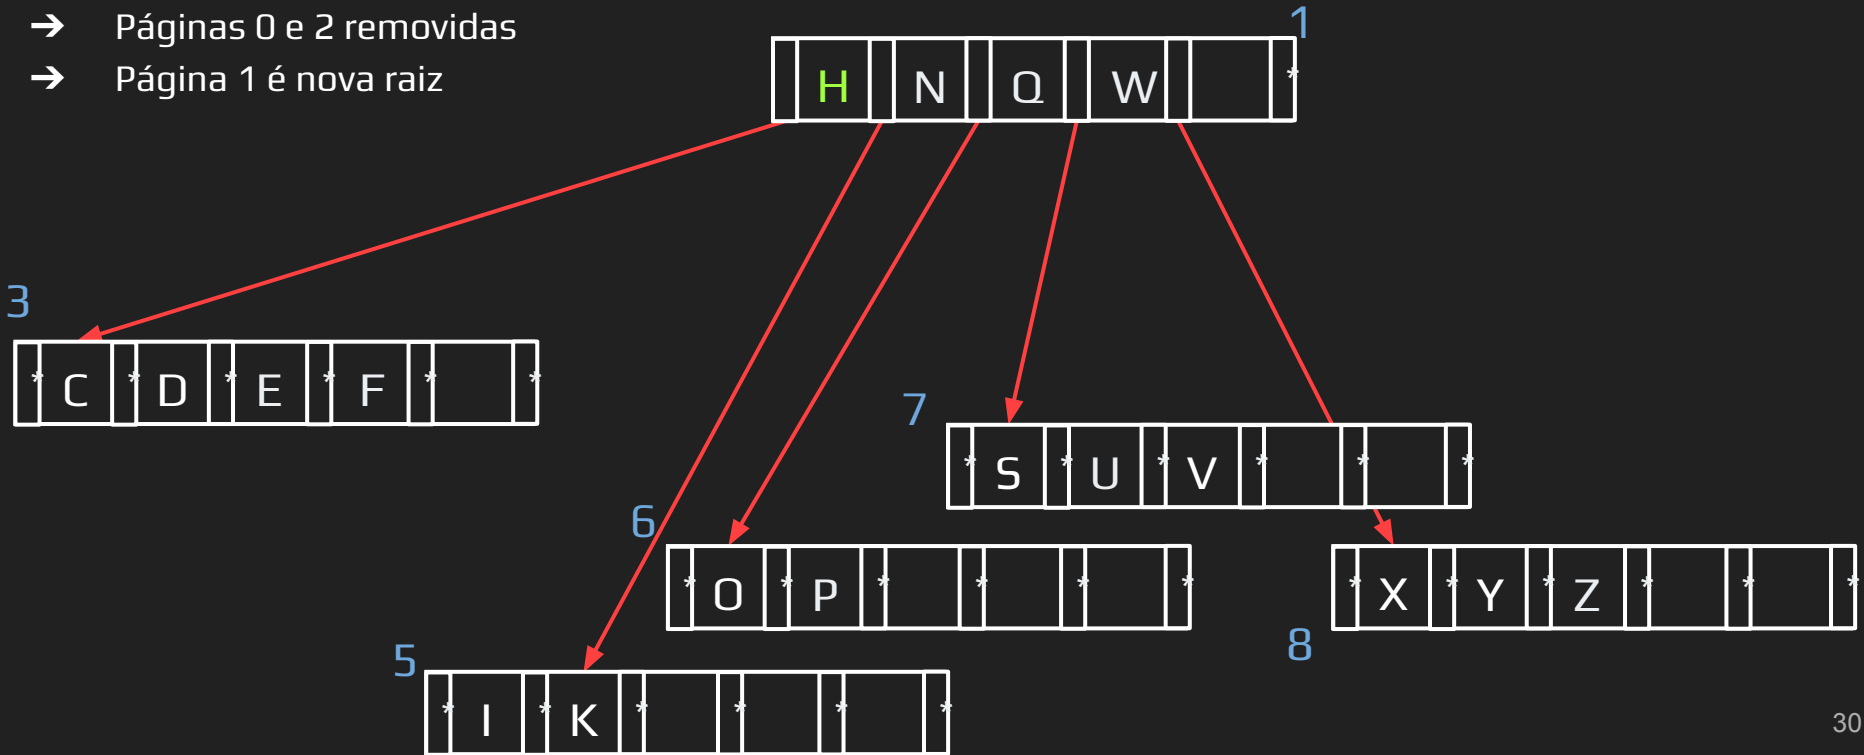 ➔ Páginas 0 e 2 removidas
➔ Página 1 é nova raiz
1
H N Q W *
3
* C * D * E * F * *
7
* S * U * V * * *
6
* O * P * * * *
8
* X * Y * Z * * *
5
* I * K * * * *
30